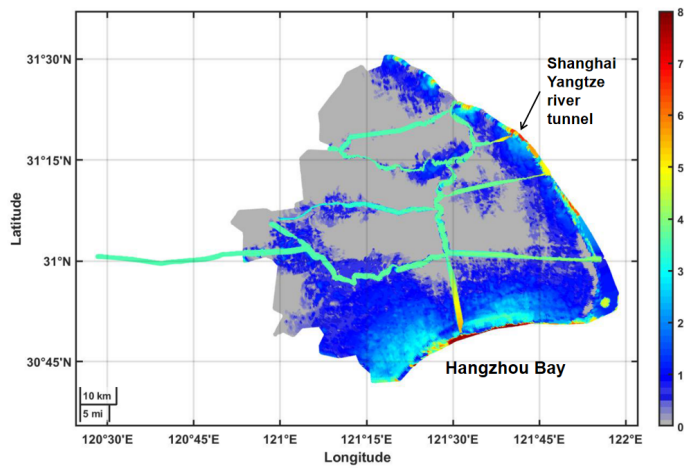 Shanghai
Yangtze
river
tunnel
Hangzhou Bay
Latitude
31°30'N
31°15'N
31°N
30°45'N
10 km
5 mi
120°30'E 120°45'E 121°E 121°15'E 121°30'E 121°45'E 122°E
Longitude
8
7
6
5
4
3
2
1
0